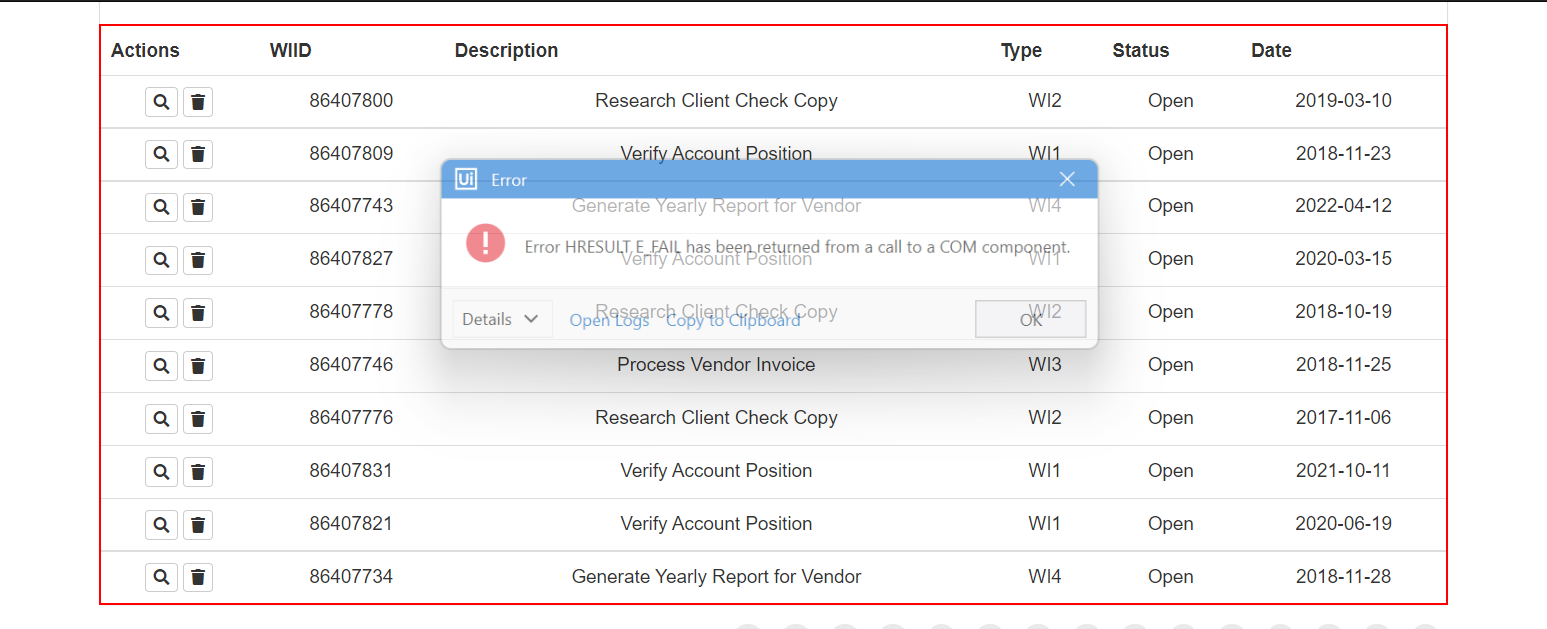 Actions WIID Description Type Status Date
86407800 Research Client Check Copy WI2 Open 2019-03-10
86407809 Verify Account Position WI1 Open 2018-11-23
Ui Error
86407743 Generate Yearly Report for Vendor WI4 Open 2022-04-12
Error HRESULT E_FAIL has been returned from a call to a COM component.
86407827 Verify Account Position WI1 Open 2020-03-15
86407778 Research Client Check Copy WI2 Open 2018-10-19
Details Open Logs Copy to Clipboard OK
86407746 Process Vendor Invoice WI3 Open 2018-11-25
86407776 Research Client Check Copy WI2 Open 2017-11-06
86407831 Verify Account Position WI1 Open 2021-10-11
86407821 Verify Account Position WI1 Open 2020-06-19
86407734 Generate Yearly Report for Vendor WI4 Open 2018-11-28